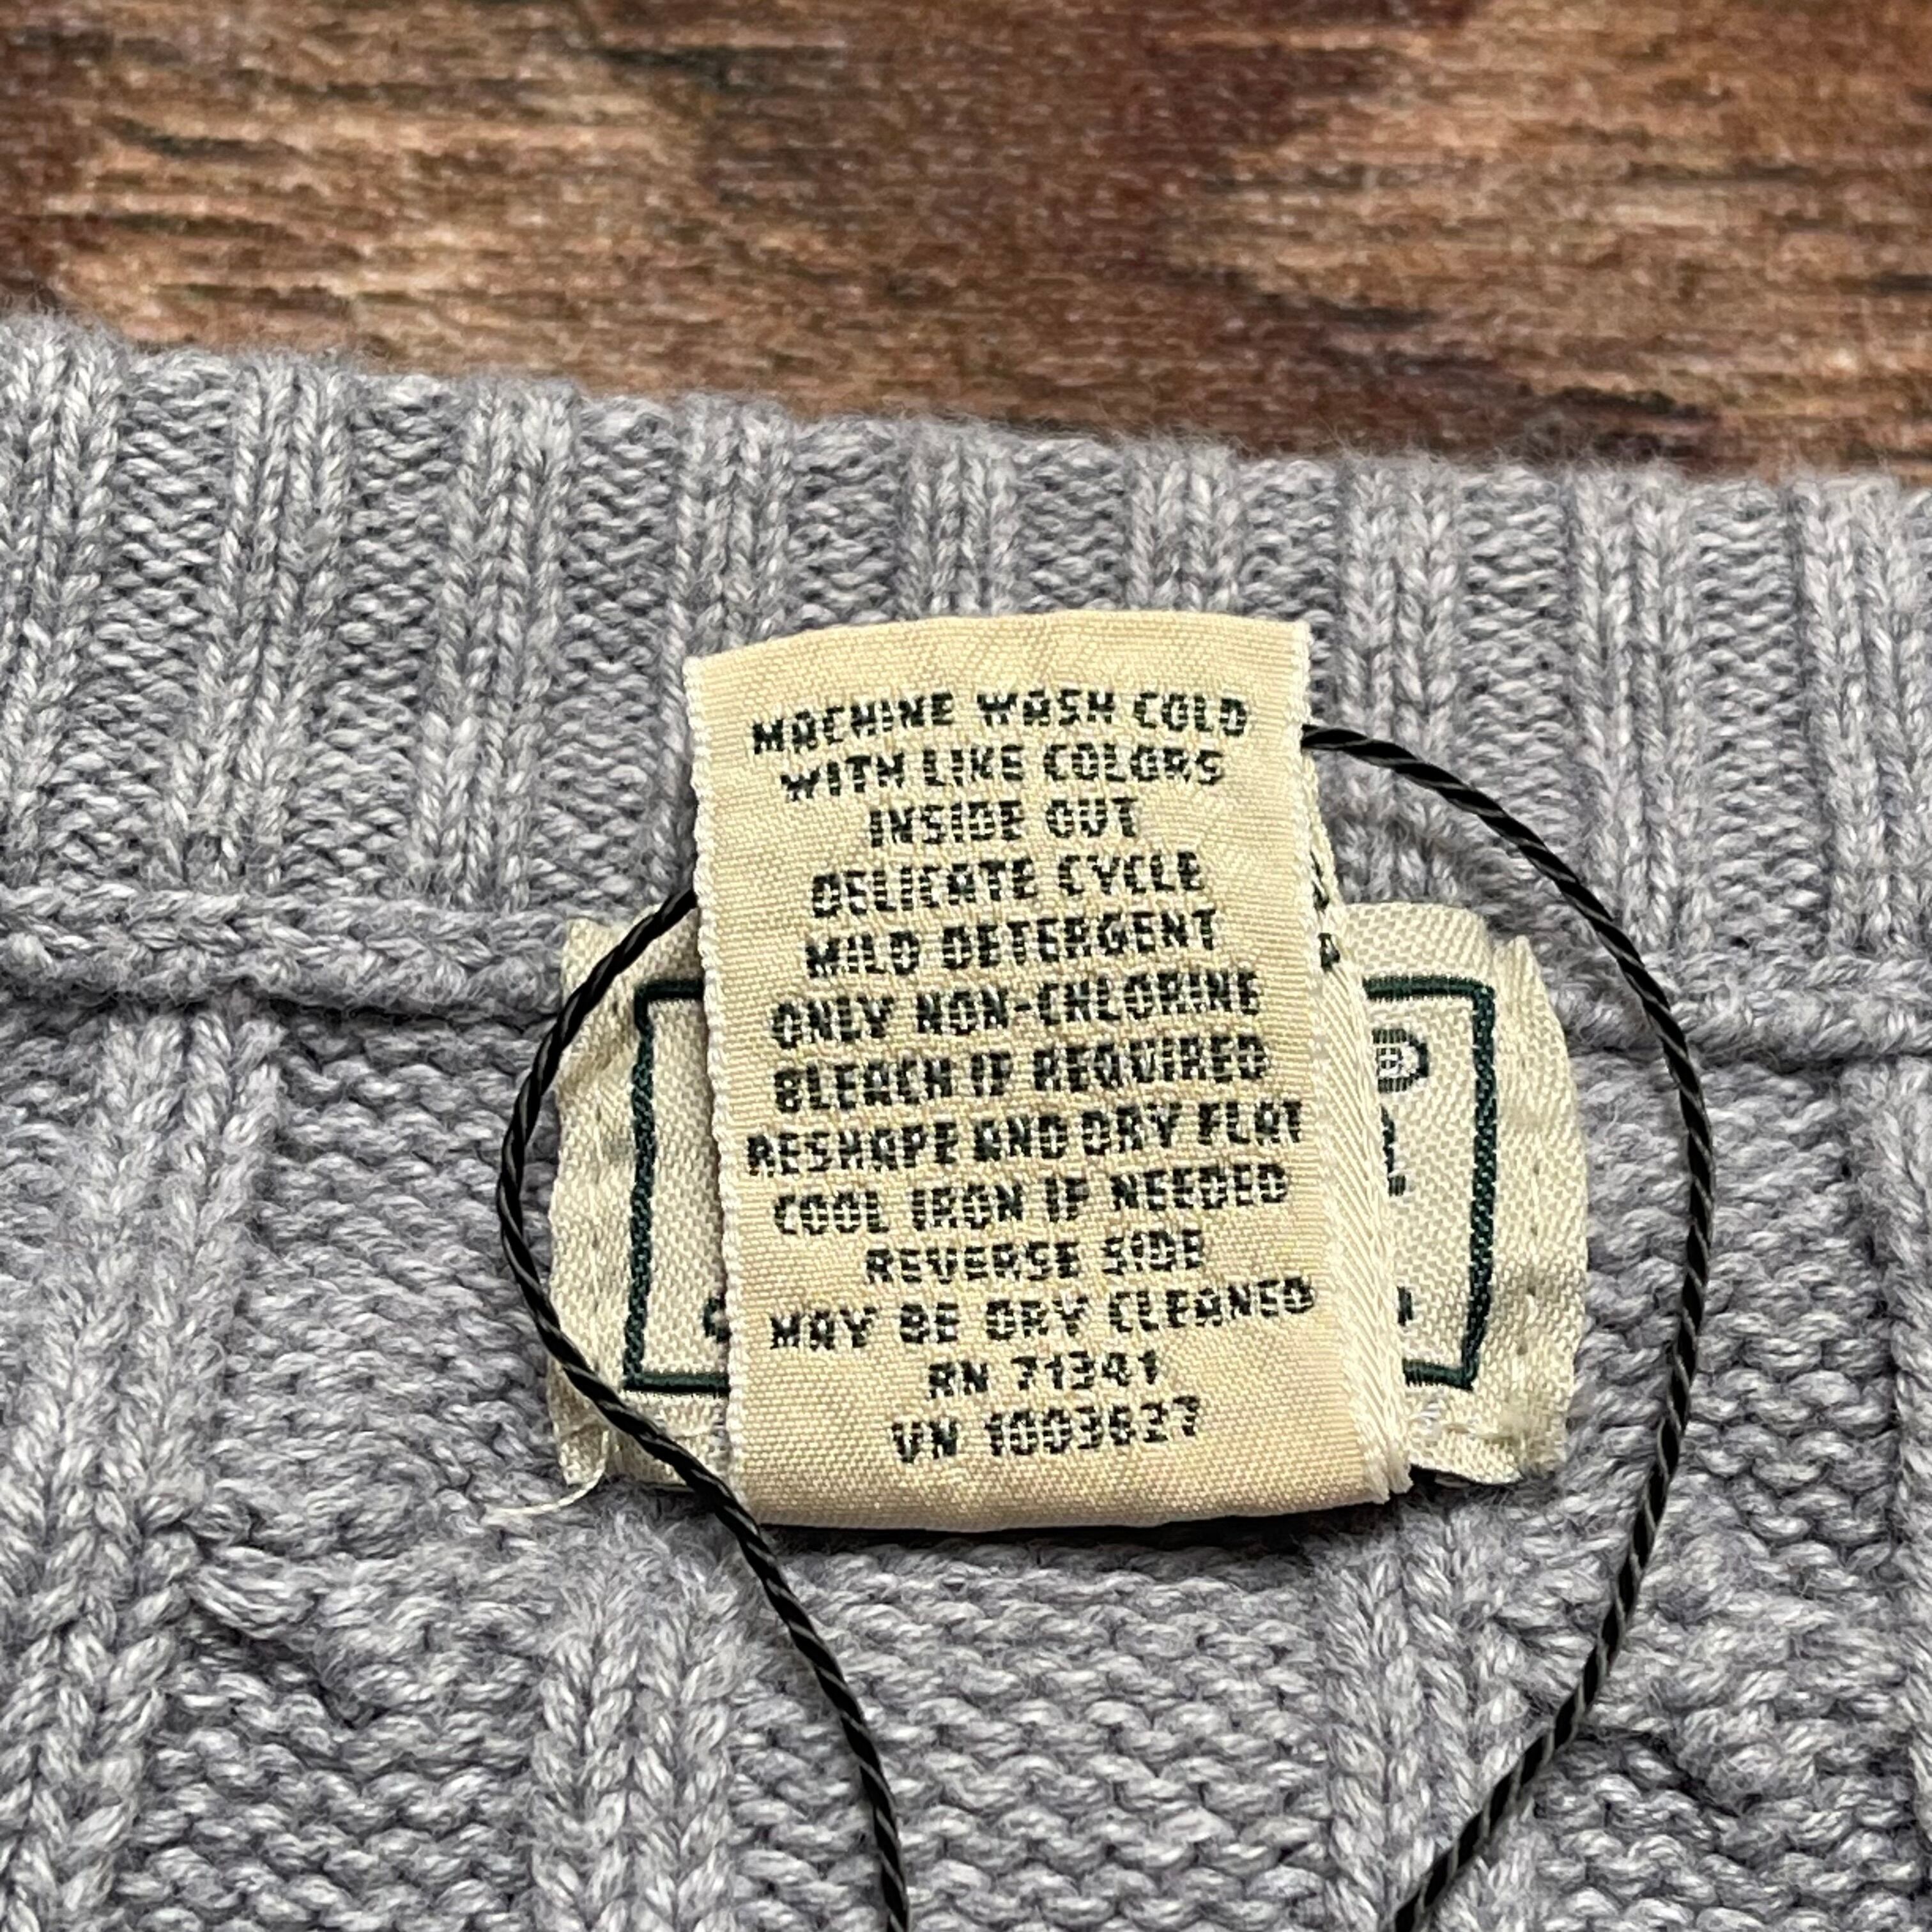 MACHINE WASH COLD
WITH LIKE COLORS
INSIDE OUT
DELICATE CYCLE
MILD DETERGENT
ONLY NON-CHLORINE
BLEACH IF REQUIRED
RESHAPE AND DRY FLAT
COOL IRON IF NEEDED
REVERSE SIDE
MAY BE DRY CLEANED
RN 71341
VN 1003627